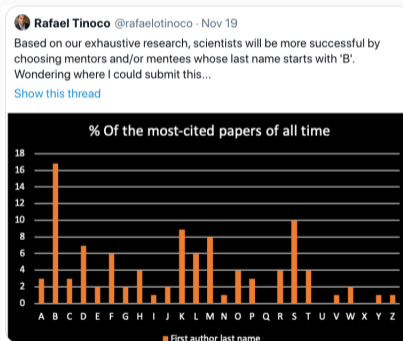 Rafael Tinoco @rafaelotinoco · Nov 19
Based on our exhaustive research, scientists will be more successful by
choosing mentors and/or mentees whose last name starts with 'B'.
Wondering where I could submit this...
Show this thread
% Of the most-cited papers of all time
18
16
14
12
10
8
6
4
2
0
A B C D E F G H I J K L M N O P Q R S T U V W X Y Z
First author last name